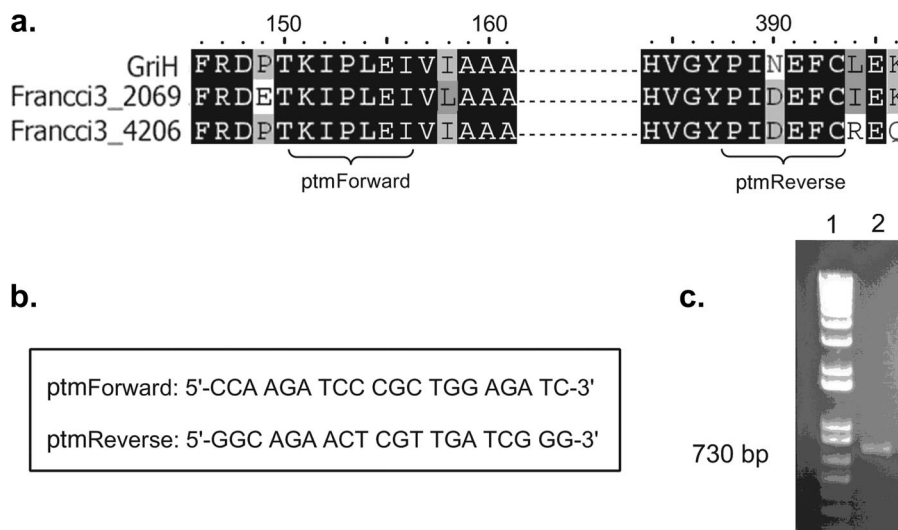 a.
150 160 390
GriH FRDPTKIPLEIVIAAA HVGYPINEFCLEK
Francci3_2069 FRDETKIPLEIVLAAA HVGYPIDEFCIEK
Francci3_4206 FRDPTKIPLEIVIAAA HVGYPIDEFCREQ
ptmForward ptmReverse
b.
ptmForward: 5'-CCA AGA TCC CGC TGG AGA TC-3'
ptmReverse: 5'-GGC AGA ACT CGT TGA TCG GG-3'
c.
1 2
730 bp